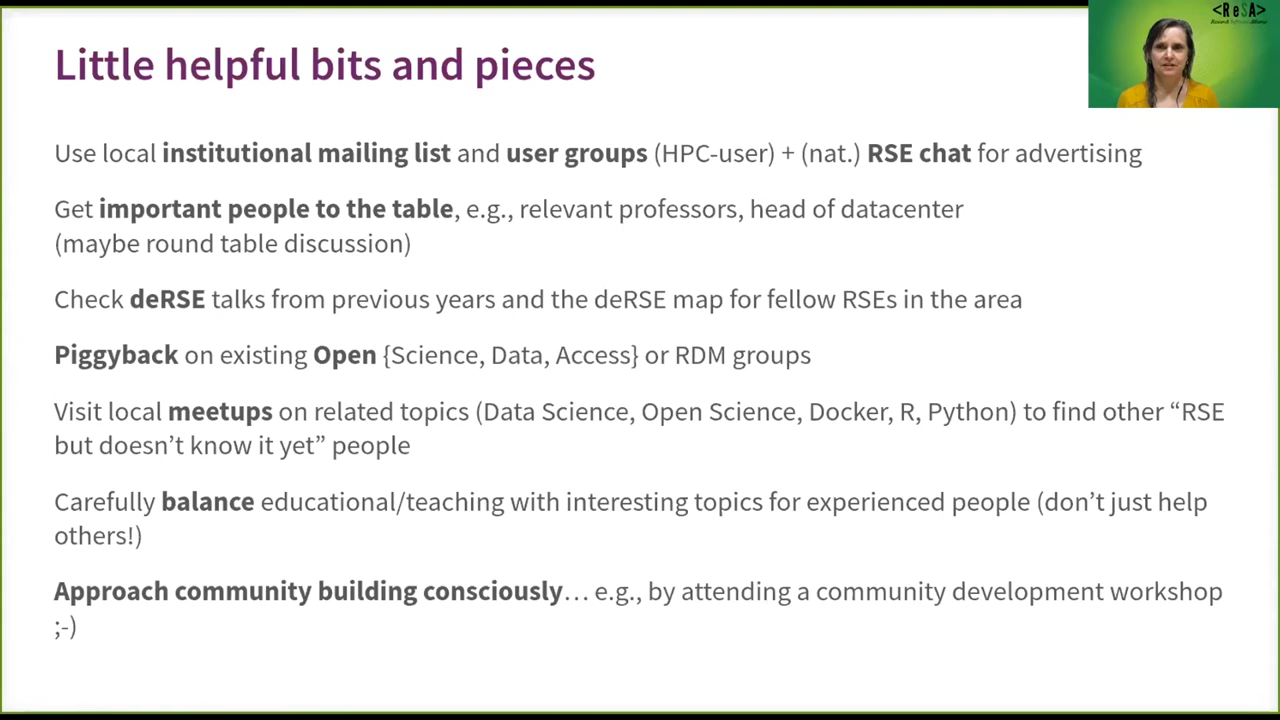 <ReSA>
Little helpful bits and pieces
Use local institutional mailing list and user groups (HPC-user) + (nat.) RSE chat for advertising
Get important people to the table, e.g., relevant professors, head of datacenter
(maybe round table discussion)
Check deRSE talks from previous years and the deRSE map for fellow RSEs in the area
Piggyback on existing Open {Science, Data, Access} or RDM groups
Visit local meetups on related topics (Data Science, Open Science, Docker, R, Python) to find other “RSE
but doesn’t know it yet” people
Carefully balance educational/teaching with interesting topics for experienced people (don’t just help
others!)
Approach community building consciously… e.g., by attending a community development workshop
;-)